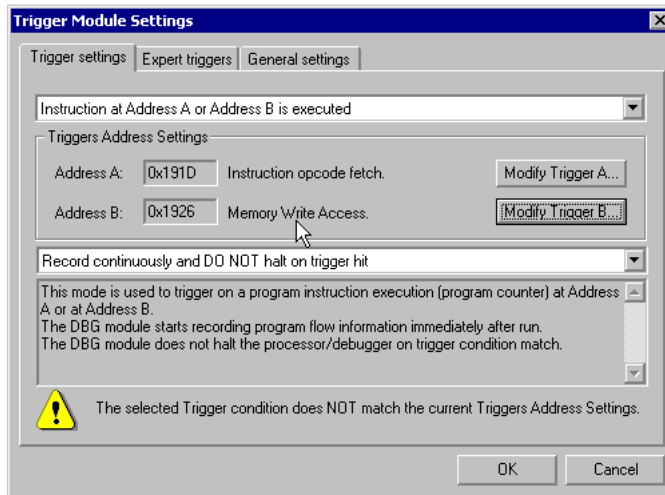 Trigger Module Settings
Trigger settings Expert triggers General settings
Instruction at Address A or Address B is executed
Triggers Address Settings
Address A: 0x191D Instruction opcode fetch. Modify Trigger A...
Address B: 0x1926 Memory Write Access. Modify Trigger B...
Record continuously and DO NOT halt on trigger hit
This mode is used to trigger on a program instruction execution (program counter) at Address
A or at Address B.
The DBG module starts recording program flow information immediately after run.
The DBG module does not halt the processor/debugger on trigger condition match.
The selected Trigger condition does NOT match the current Triggers Address Settings.
OK Cancel